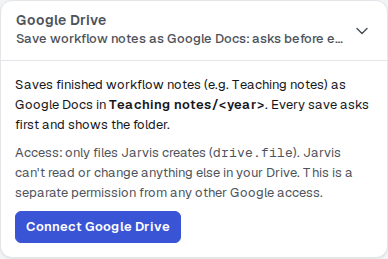 Google Drive
Save workflow notes as Google Docs: asks before e...
Saves finished workflow notes (e.g. Teaching notes) as
Google Docs in Teaching notes/<year>. Every save asks
first and shows the folder.
Access: only files Jarvis creates (drive.file). Jarvis
can't read or change anything else in your Drive. This is a
separate permission from any other Google access.
Connect Google Drive